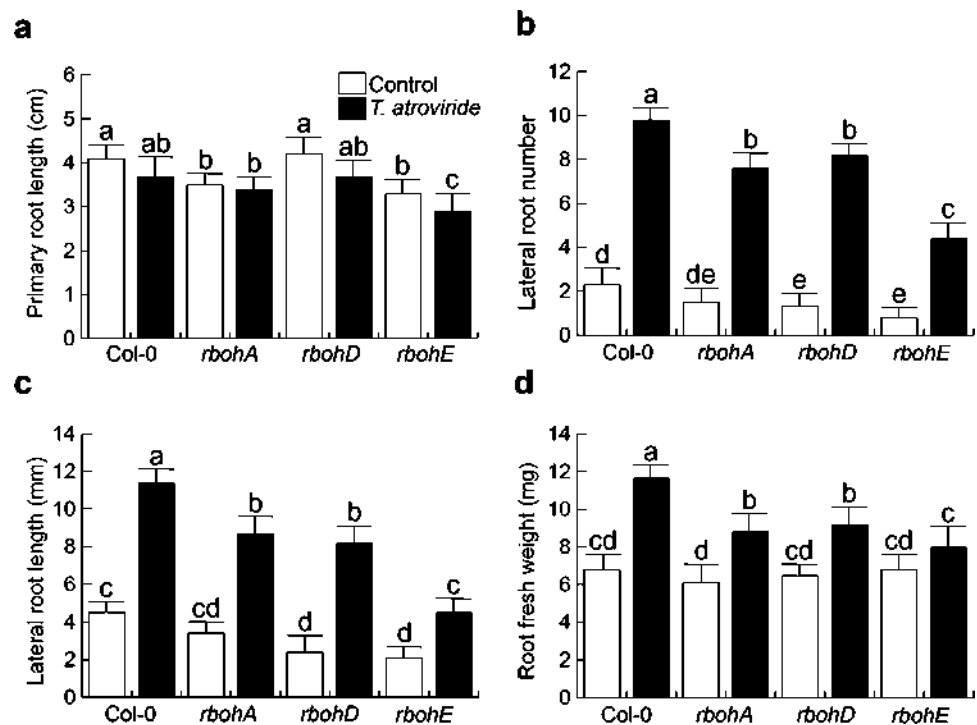 a
Primary root length (cm)
6
5
4
3
2
1
0
Control
T. atroviride
a ab b b a ab b c
Col-0 rbohA rbohD rbohE
b
Lateral root number
12
10
8
6
4
2
0
d a de b e b e c
Col-0 rbohA rbohD rbohE
c
Lateral root length (mm)
14
12
10
8
6
4
2
0
c a cd b d b d c
Col-0 rbohA rbohD rbohE
d
Root fresh weight (mg)
14
12
10
8
6
4
2
0
cd a d b cd b cd c
Col-0 rbohA rbohD rbohE